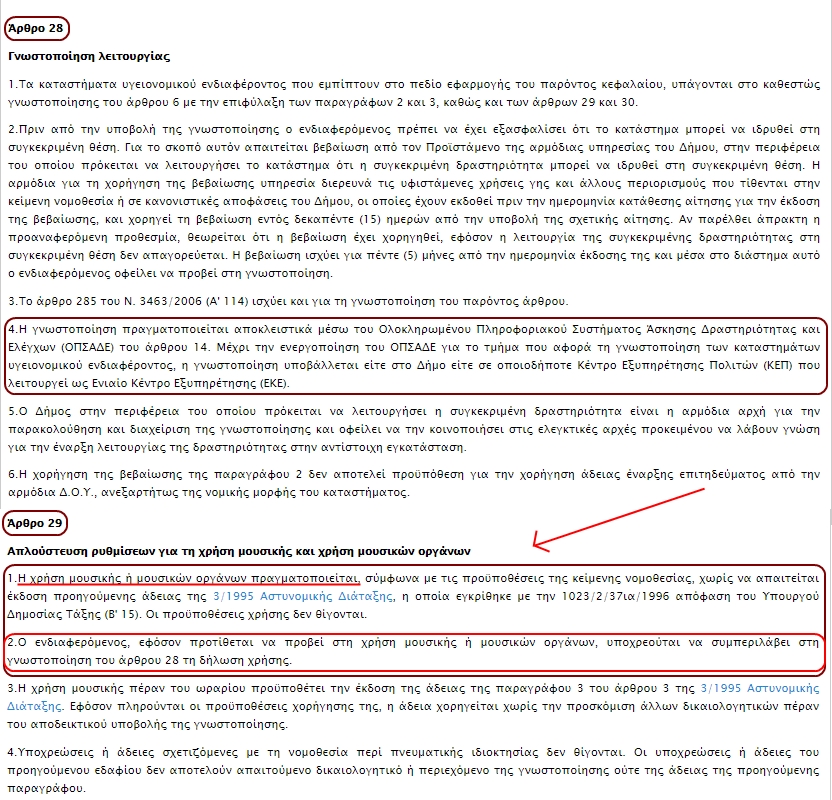 Άρθρο 28
Γνωστοποίηση λειτουργίας
1.Τα καταστήματα υγειονομικού ενδιαφέροντος που εμπίπτουν στο πεδίο εφαρμογής του παρόντος κεφαλαίου, υπάγονται στο καθεστώς
γνωστοποίησης του άρθρου 6 με την επιφύλαξη των παραγράφων 2 και 3, καθώς και των άρθρων 29 και 30.
2.Πριν από την υποβολή της γνωστοποίησης ο ενδιαφερόμενος πρέπει να έχει εξασφαλίσει ότι το κατάστημα μπορεί να ιδρυθεί στη
συγκεκριμένη θέση. Για το σκοπό αυτόν απαιτείται βεβαίωση από τον Προϊστάμενο της αρμόδιας υπηρεσίας του Δήμου, στην περιφέρεια
του οποίου πρόκειται να λειτουργήσει το κατάστημα ότι η συγκεκριμένη δραστηριότητα μπορεί να ιδρυθεί στη συγκεκριμένη θέση. Η
αρμόδια για τη χορήγηση της βεβαίωσης υπηρεσία διερευνά τις υφιστάμενες χρήσεις γης και άλλους περιορισμούς που τίθενται στην
κείμενη νομοθεσία ή σε κανονιστικές αποφάσεις του Δήμου, οι οποίες έχουν εκδοθεί πριν την ημερομηνία κατάθεσης αίτησης για την έκδοση
της βεβαίωσης, και χορηγεί τη βεβαίωση εντός δεκαπέντε (15) ημερών από την υποβολή της σχετικής αίτησης. Αν παρέλθει άπρακτη η
προαναφερόμενη προθεσμία, θεωρείται ότι η βεβαίωση έχει χορηγηθεί, εφόσον η λειτουργία της συγκεκριμένης δραστηριότητας στη
συγκεκριμένη θέση δεν απαγορεύεται. Η βεβαίωση ισχύει για πέντε (5) μήνες από την ημερομηνία έκδοσης της και μέσα στο διάστημα αυτό
ο ενδιαφερόμενος οφείλει να προβεί στη γνωστοποίηση.
3.Το άρθρο 285 του Ν. 3463/2006 (Α' 114) ισχύει και για τη γνωστοποίηση του παρόντος άρθρου.
4.Η γνωστοποίηση πραγματοποιείται αποκλειστικά μέσω του Ολοκληρωμένου Πληροφοριακού Συστήματος Άσκησης Δραστηριότητας και
Ελέγχων (ΟΠΣΑΔΕ) του άρθρου 14. Μέχρι την ενεργοποίηση του ΟΠΣΑΔΕ για το τμήμα που αφορά τη γνωστοποίηση των καταστημάτων
υγειονομικού ενδιαφέροντος, η γνωστοποίηση υποβάλλεται είτε στο Δήμο είτε σε οποιοδήποτε Κέντρο Εξυπηρέτησης Πολιτών (ΚΕΠ) που
λειτουργεί ως Ενιαίο Κέντρο Εξυπηρέτησης (ΕΚΕ).
5.Ο Δήμος στην περιφέρεια του οποίου πρόκειται να λειτουργήσει η συγκεκριμένη δραστηριότητα είναι η αρμόδια αρχή για την
παρακολούθηση και διαχείριση της γνωστοποίησης και οφείλει να την κοινοποιήσει στις ελεγκτικές αρχές προκειμένου να λάβουν γνώση
για την έναρξη λειτουργίας της δραστηριότητας στην αντίστοιχη εγκατάσταση.
6.Η χορήγηση της βεβαίωσης της παραγράφου 2 δεν αποτελεί προϋπόθεση για την χορήγηση άδειας έναρξης επιτηδεύματος από την
αρμόδια Δ.Ο.Υ., ανεξαρτήτως της νομικής μορφής του καταστήματος.
Άρθρο 29
Απλούστευση ρυθμίσεων για τη χρήση μουσικής και χρήση μουσικών οργάνων
1.Η χρήση μουσικής ή μουσικών οργάνων πραγματοποιείται, σύμφωνα με τις προϋποθέσεις της κείμενης νομοθεσίας, χωρίς να απαιτείται
έκδοση προηγούμενης άδειας της 3/1995 Αστυνομικής Διάταξης, η οποία εγκρίθηκε με την 1023/2/37ια/1996 απόφαση του Υπουργού
Δημοσίας Τάξης (Β' 15). Οι προϋποθέσεις χρήσης δεν θίγονται.
2.Ο ενδιαφερόμενος, εφόσον προτίθεται να προβεί στη χρήση μουσικής ή μουσικών οργάνων, υποχρεούται να συμπεριλάβει στη
γνωστοποίηση του άρθρου 28 τη δήλωση χρήσης.
3.Η χρήση μουσικής πέραν του ωραρίου προϋποθέτει την έκδοση της άδειας της παραγράφου 3 του άρθρου 3 της 3/1995 Αστυνομικής
Διάταξης. Εφόσον πληρούνται οι προϋποθέσεις χορήγησης της, η άδεια χορηγείται χωρίς την προσκόμιση άλλων δικαιολογητικών πέραν
του αποδεικτικού υποβολής της γνωστοποίησης.
4.Υποχρεώσεις ή άδειες σχετιζόμενες με τη νομοθεσία περί πνευματικής ιδιοκτησίας δεν θίγονται. Οι υποχρεώσεις ή άδειες του
προηγούμενου εδαφίου δεν αποτελούν απαιτούμενο δικαιολογητικό ή περιεχόμενο της γνωστοποίησης ούτε της άδειας της προηγούμενης
παραγράφου.